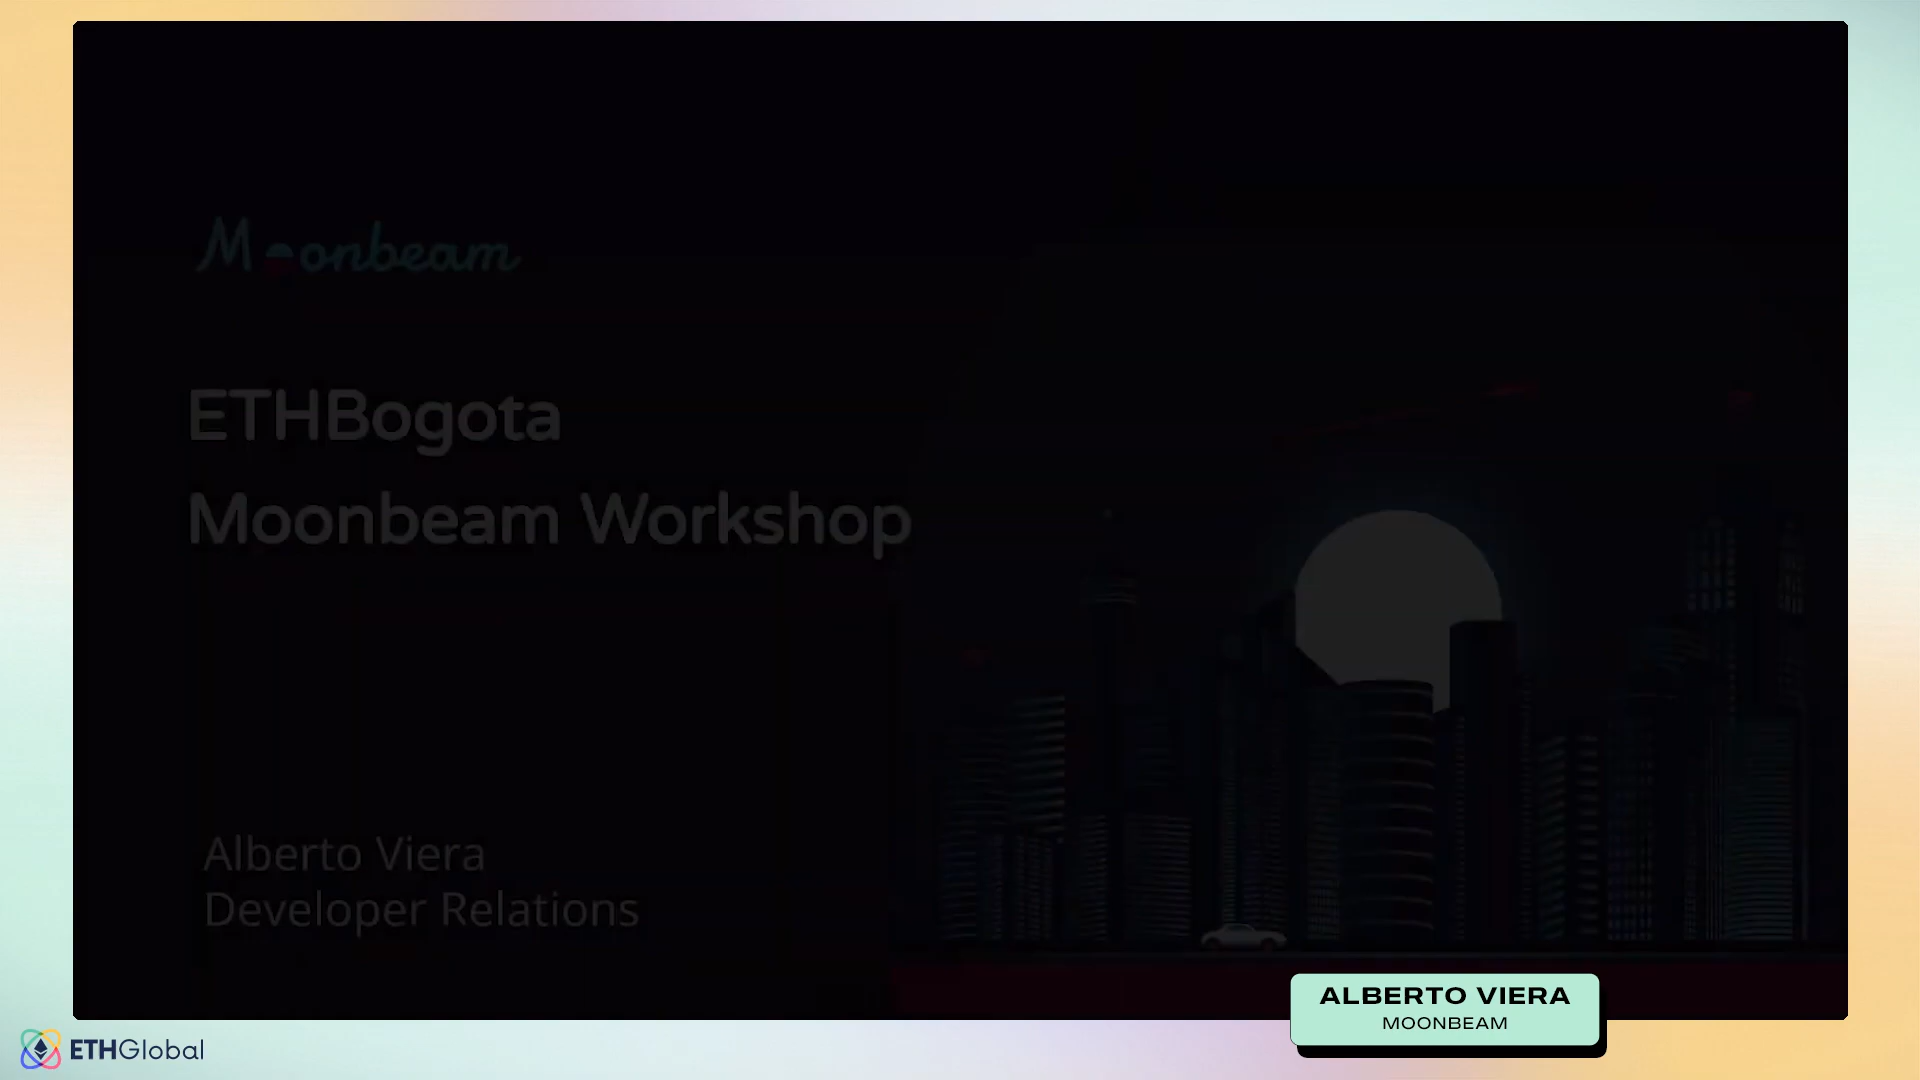 Moonbeam
ETHBogota
Moonbeam Workshop
Alberto Viera
Developer Relations
ALBERTO VIERA
MOONBEAM
ETHGlobal